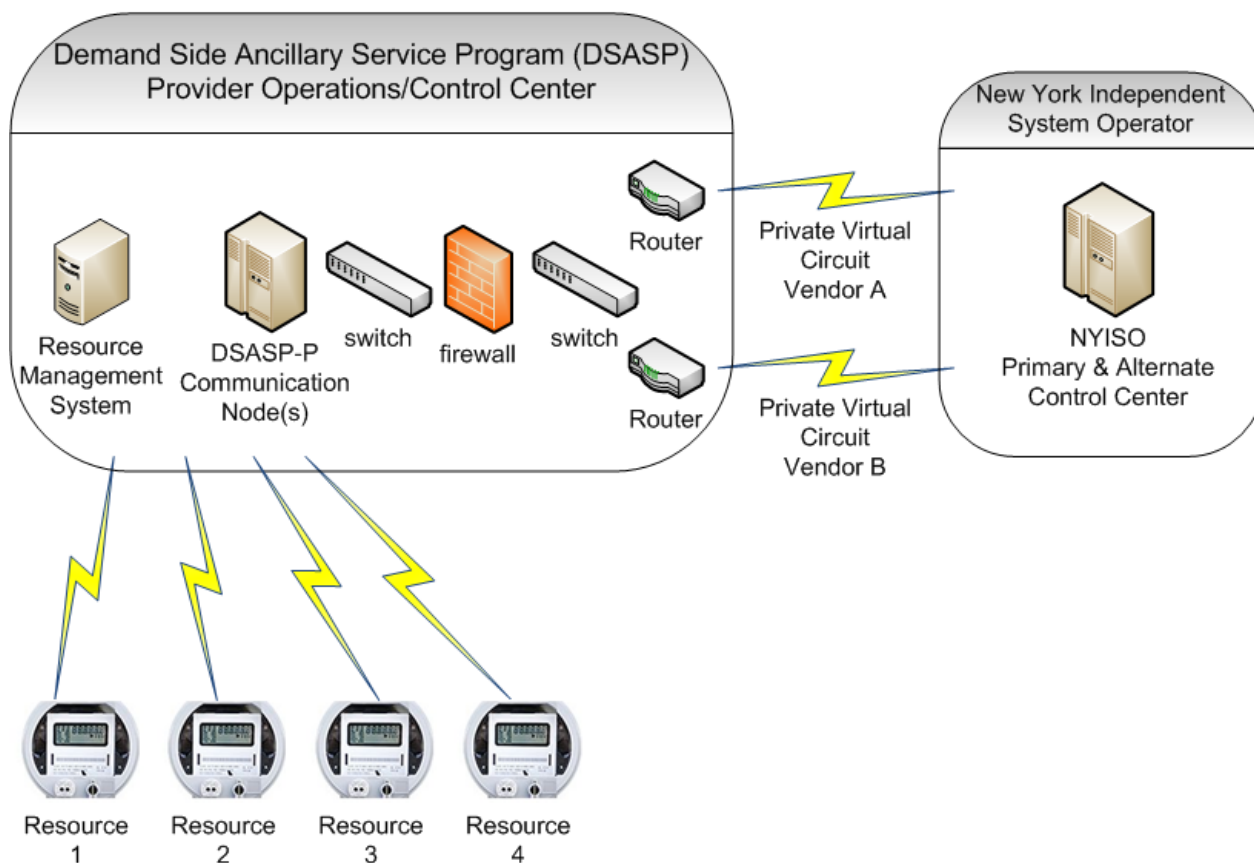 Demand Side Ancillary Service Program (DSASP)
Provider Operations/Control Center
New York Independent
System Operator
Router
Private Virtual
Circuit
Vendor A
switch
firewall
switch
Resource
Management
System
DSASP-P
Communication
Node(s)
Router
Private Virtual
Circuit
Vendor B
NYISO
Primary & Alternate
Control Center
Resource
1
Resource
2
Resource
3
Resource
4